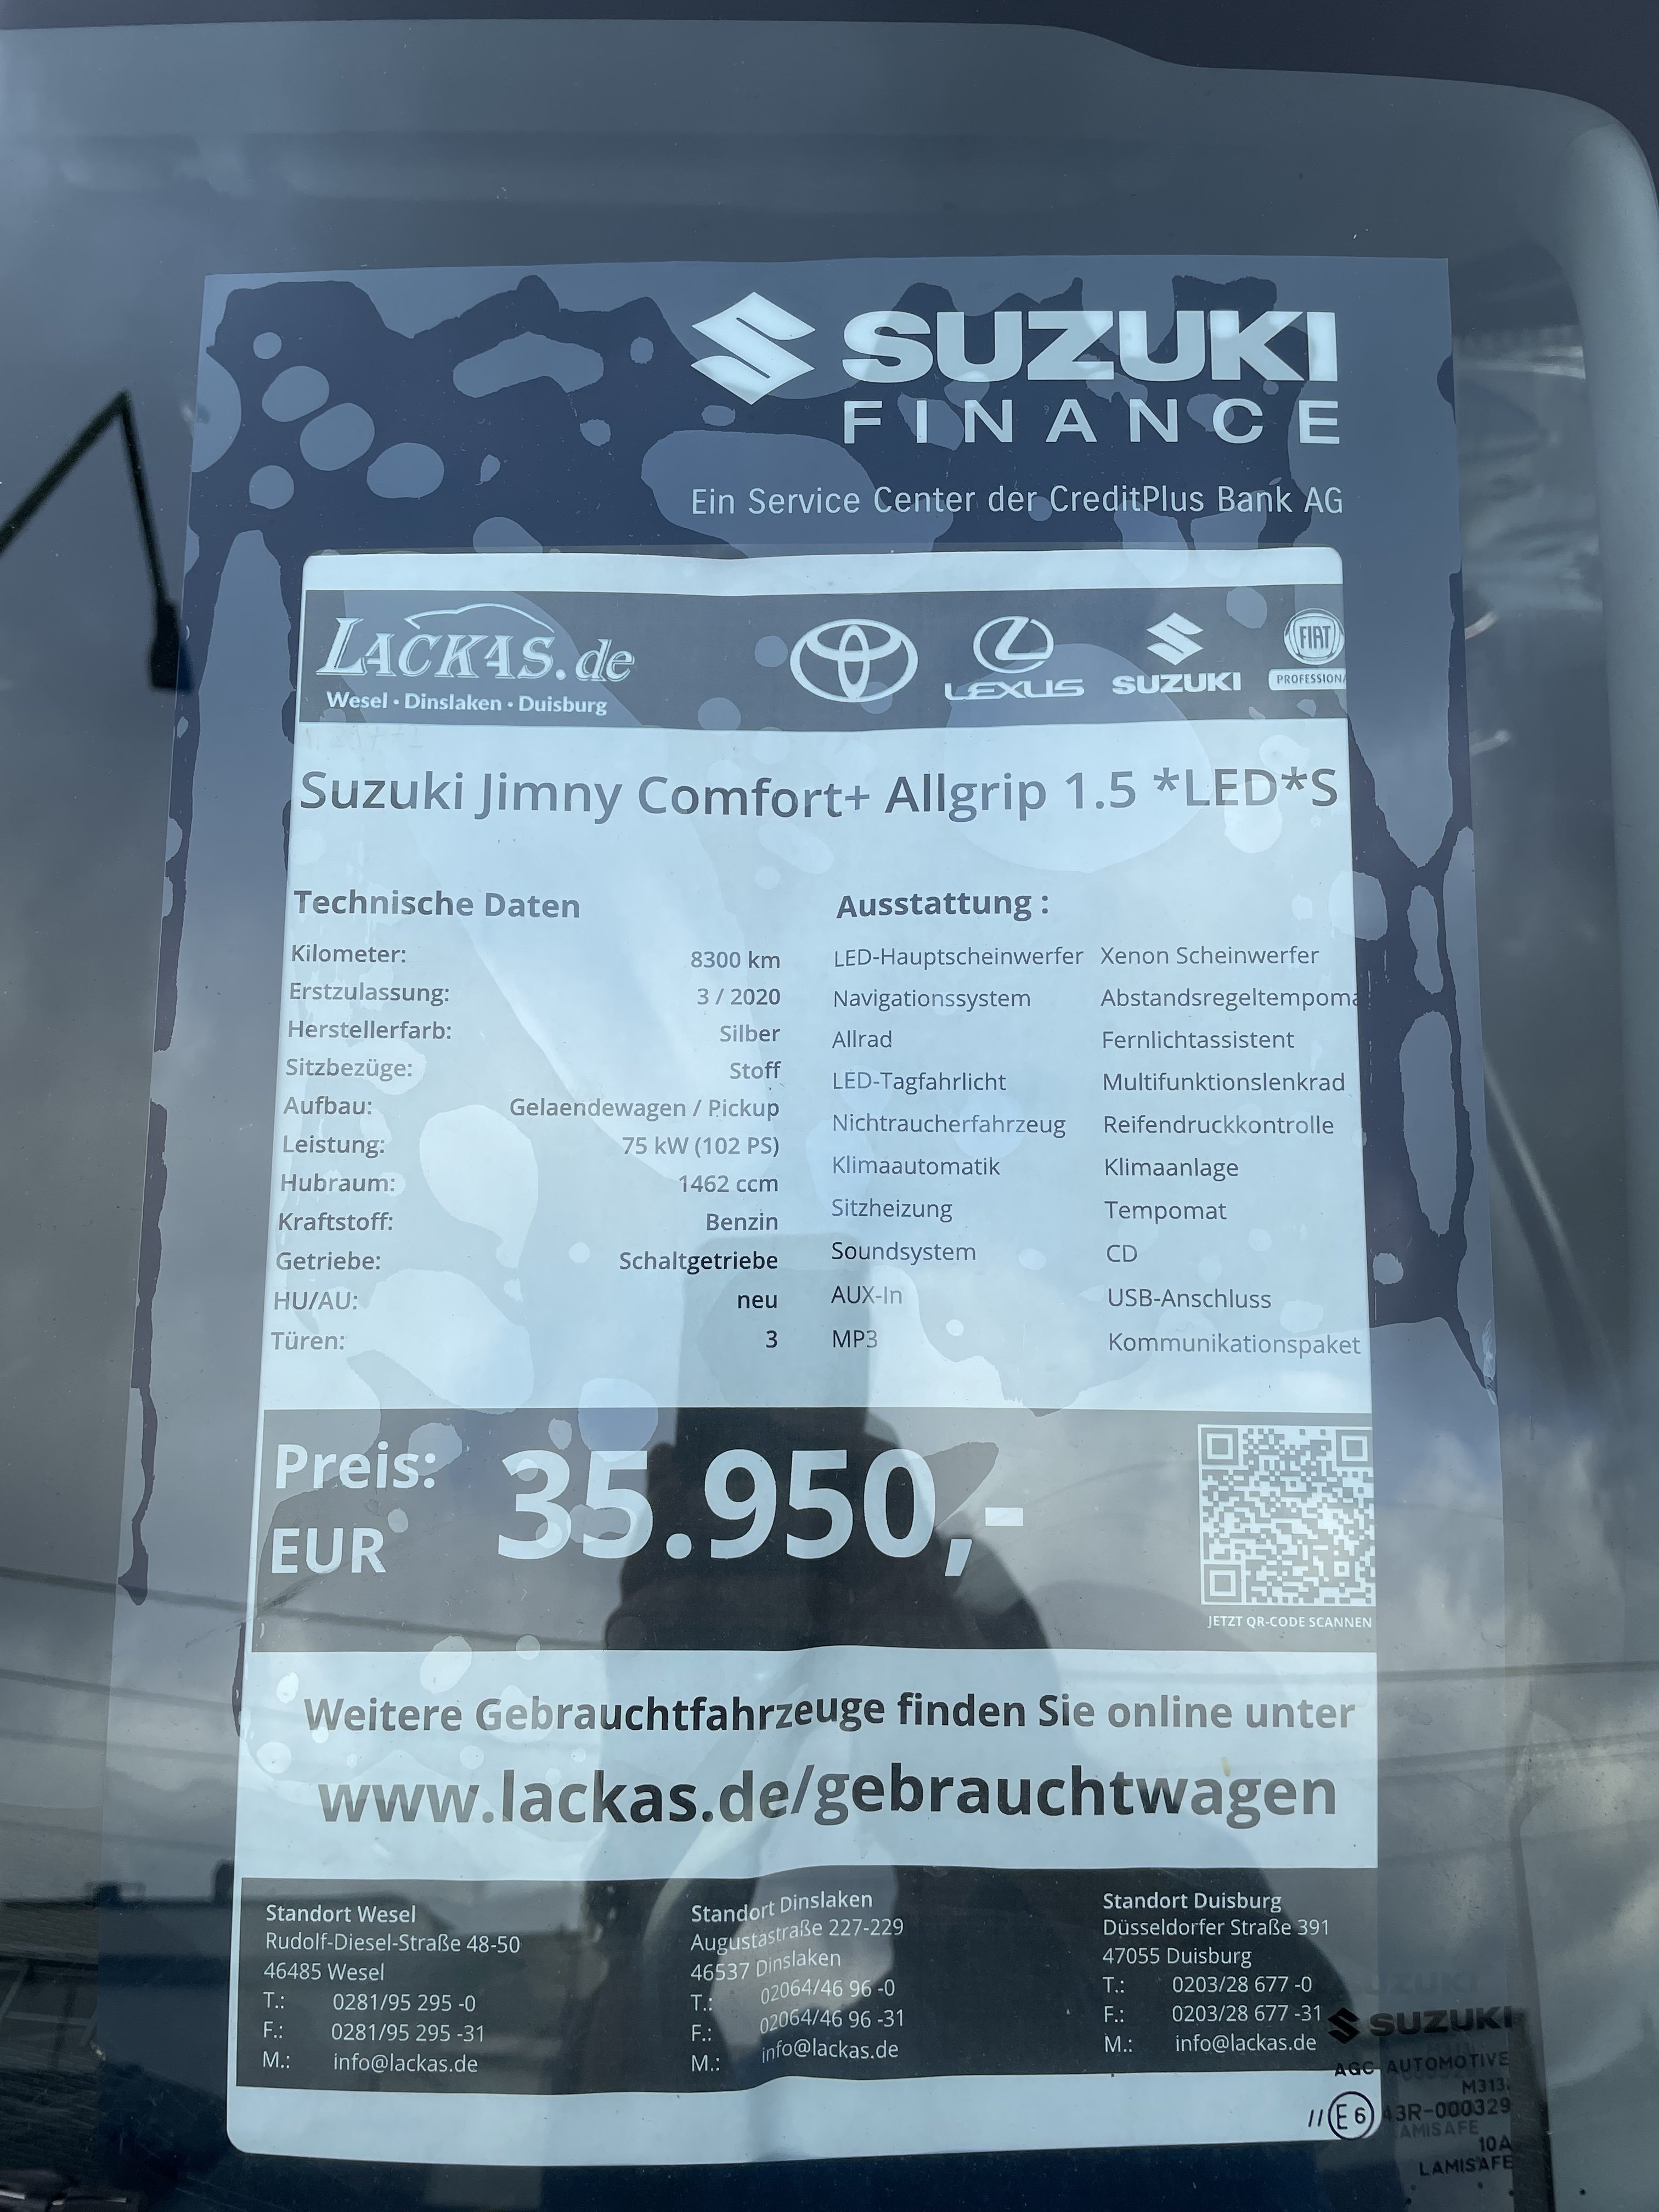 SUZUKI
FINANCE
Ein Service Center der CreditPlus Bank AG
LACKAS.de
Wesel • Dinslaken • Duisburg
LEXUS
SUZUKI
FIAT
PROFESSIONA
Suzuki Jimny Comfort+ Allgrip 1.5 *LED*S
Technische Daten
Kilometer: 8300 km
Erstzulassung: 3 / 2020
Herstellerfarb: Silber
Sitzbezüge: Stoff
Aufbau: Gelaendewagen / Pickup
Leistung: 75 kW (102 PS)
Hubraum: 1462 ccm
Kraftstoff: Benzin
Getriebe: Schaltgetriebe
HU/AU: neu
Türen: 3
Ausstattung :
LED-Hauptscheinwerfer Xenon Scheinwerfer
Navigationssystem Abstandsregeltempoma
Allrad Fernlichtassistent
LED-Tagfahrlicht Multifunktionslenkrad
Nichtraucherfahrzeug Reifendruckkontrolle
Klimaautomatik Klimaanlage
Sitzheizung Tempomat
Soundsystem CD
AUX-In USB-Anschluss
MP3 Kommunikationspaket
Preis:
EUR
35.950,-
JETZT QR-CODE SCANNEN
Weitere Gebrauchtfahrzeuge finden Sie online unter
www.lackas.de/gebrauchtwagen
Standort Wesel
Rudolf-Diesel-Straße 48-50
46485 Wesel
T.: 0281/95 295 -0
F.: 0281/95 295 -31
M.: info@lackas.de
Standort Dinslaken
Augustastraße 227-229
46537 Dinslaken
T.: 02064/46 96 -0
F.: 02064/46 96 -31
M.: info@lackas.de
Standort Duisburg
Düsseldorfer Straße 391
47055 Duisburg
T.: 0203/28 677 -0
F.: 0203/28 677 -31
M.: info@lackas.de
SUZUKI
AGC AUTOMOTIVE
M313
//E6 43R-000329
10A
LAMISAFE